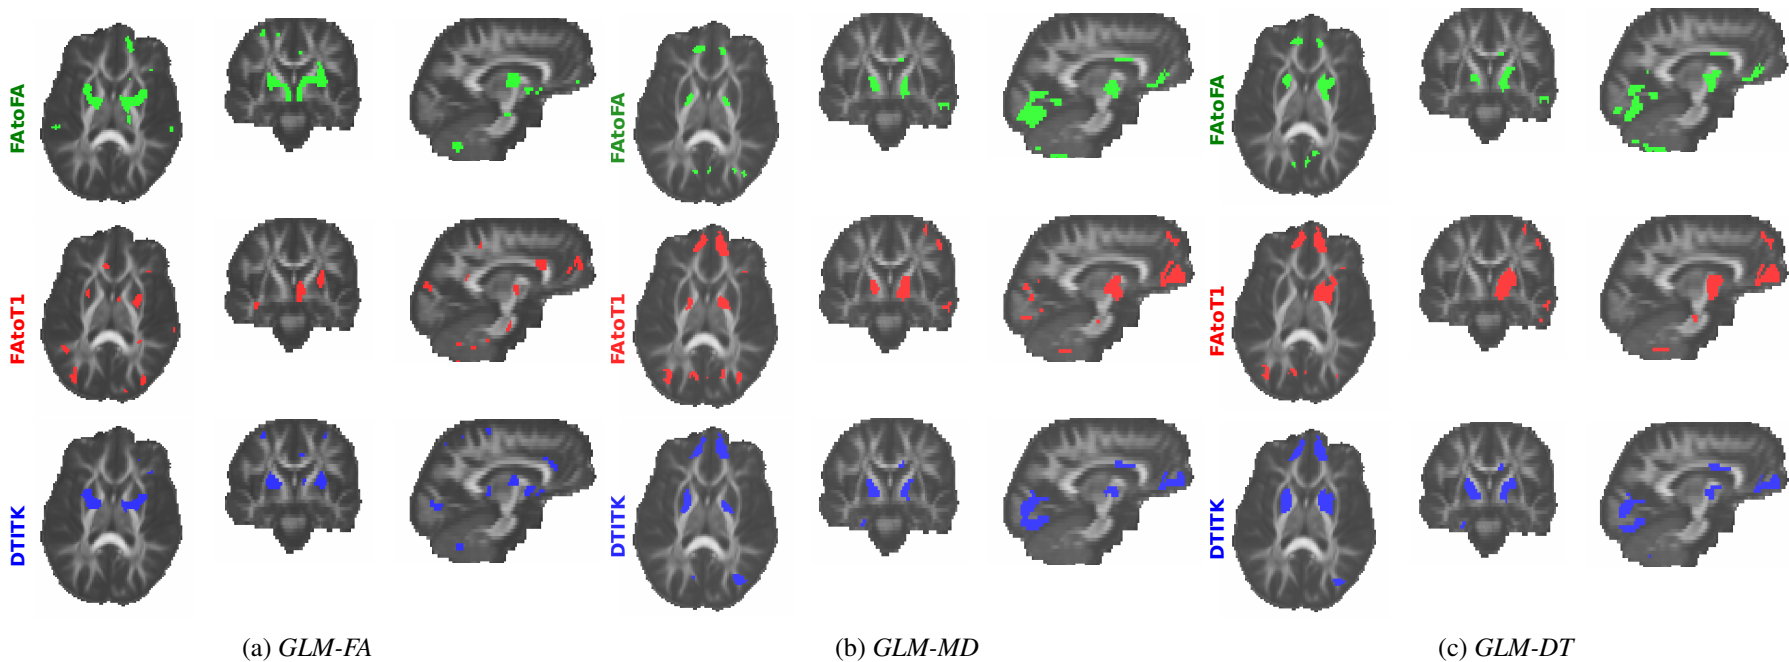 FAtoFA
FAtoFA
FAtoFA
FAtoT1
FAtoT1
FAtoT1
DTITK
DTITK
DTITK
(a) GLM-FA
(b) GLM-MD
(c) GLM-DT